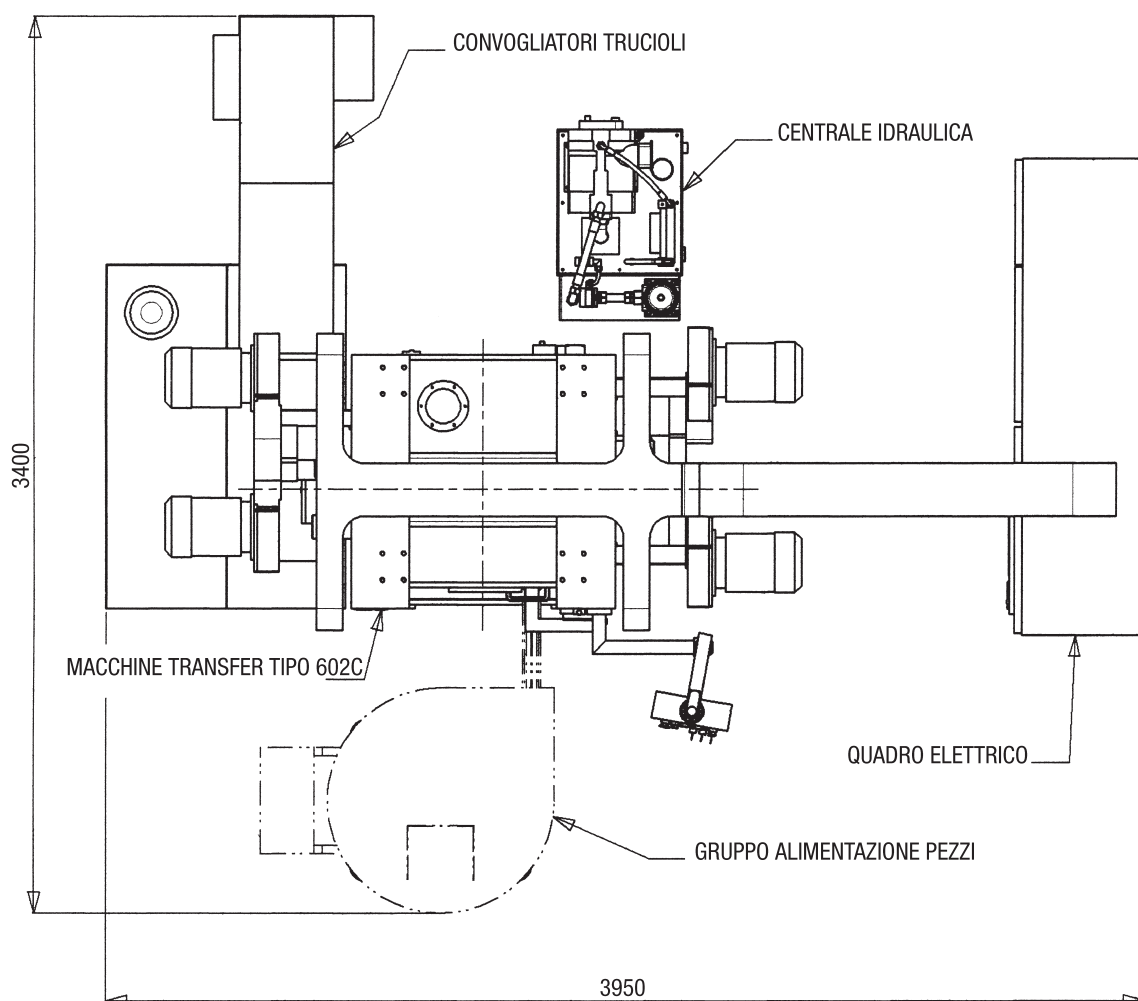 CONVOGLIATORI TRUCIOLI
CENTRALE IDRAULICA
3400
MACCHINE TRANSFER TIPO 602C
QUADRO ELETTRICO
GRUPPO ALIMENTAZIONE PEZZI
3950